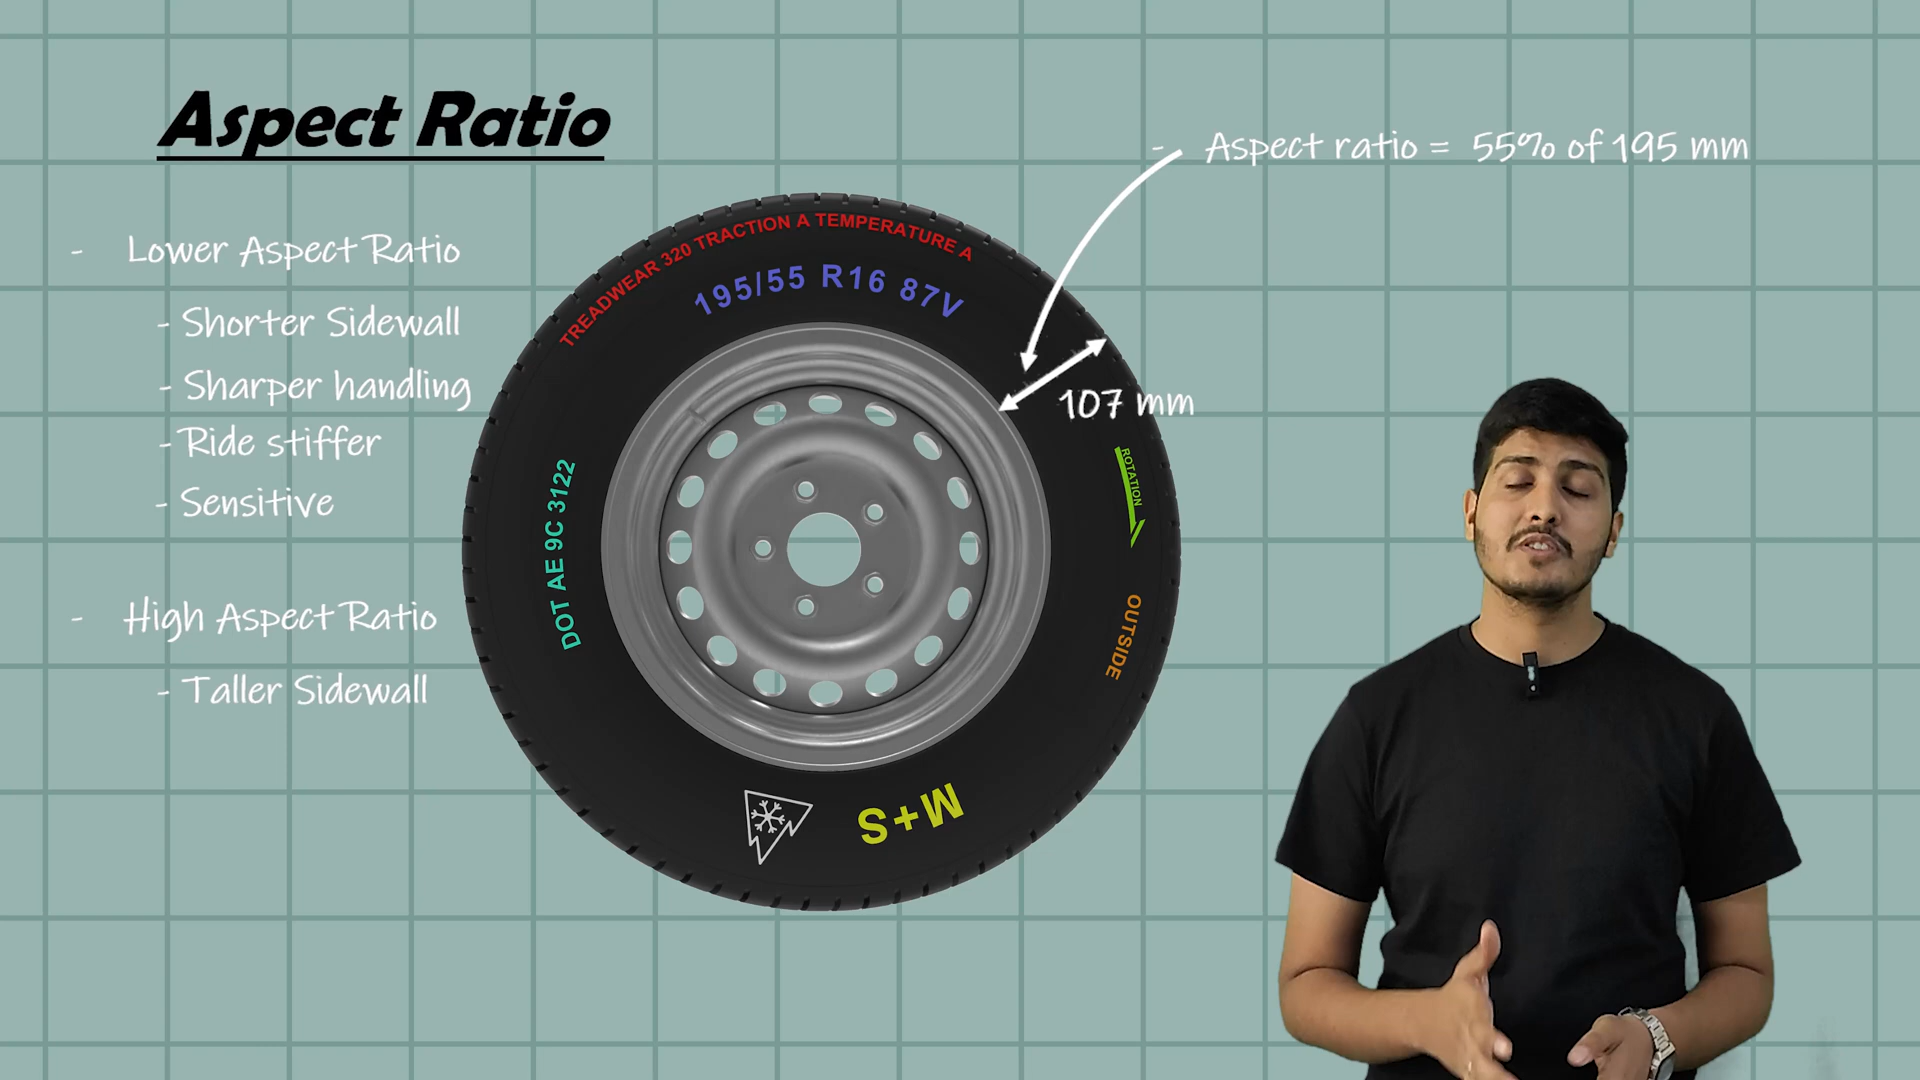 Aspect Ratio
- Aspect ratio = 55% of 195 mm
- Lower Aspect Ratio
- Shorter Sidewall
- Sharper handling
- Ride stiffer
- Sensitive
- High Aspect Ratio
- Taller Sidewall
TREADWEAR 320 TRACTION A TEMPERATURE A
195/55 R16 87V
107 mm
DOT AE 9C 3122
ROTATION
OUTSIDE
M+S